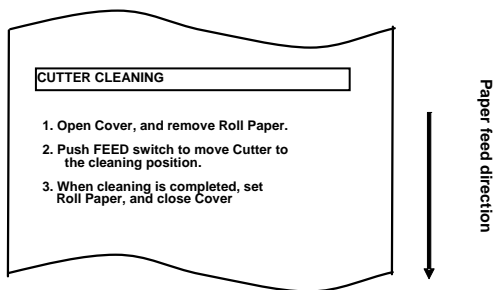 CUTTER CLEANING
1. Open Cover, and remove Roll Paper.
2. Push FEED switch to move Cutter to
the cleaning position.
3. When cleaning is completed, set
Roll Paper, and close Cover
Paper feed direction